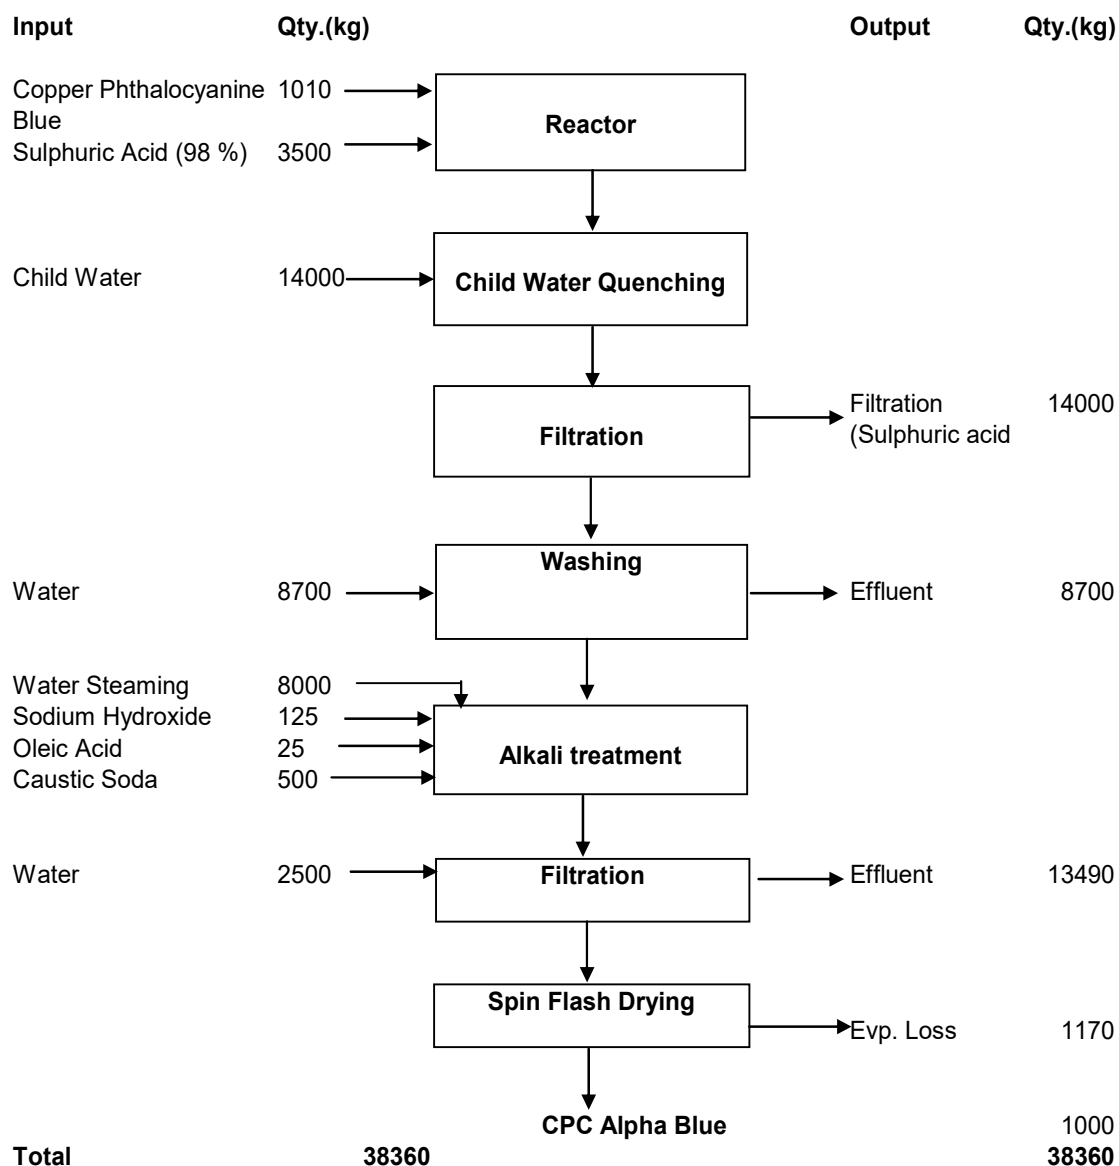 Input Qty.(kg) Output Qty.(kg)
Copper Phthalocyanine 1010
Blue
Reactor
Sulphuric Acid (98 %) 3500
Child Water 14000 Child Water Quenching
Filtration 14000
Filtration
(Sulphuric acid
Washing
Water 8700 Effluent 8700
Water Steaming 8000
Sodium Hydroxide 125
Oleic Acid 25
Alkali treatment
Caustic Soda 500
Water 2500 Filtration Effluent 13490
Spin Flash Drying
Evp. Loss 1170
CPC Alpha Blue 1000
Total 38360 38360